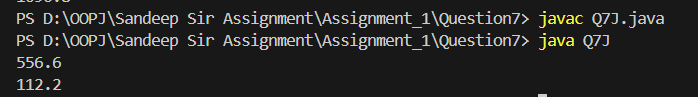 PS D:\OOPJ\Sandeep Sir Assignment\Assignment_1\Question7> javac Q7J.java
PS D:\OOPJ\Sandeep Sir Assignment\Assignment_1\Question7> java Q7J
556.6
112.2